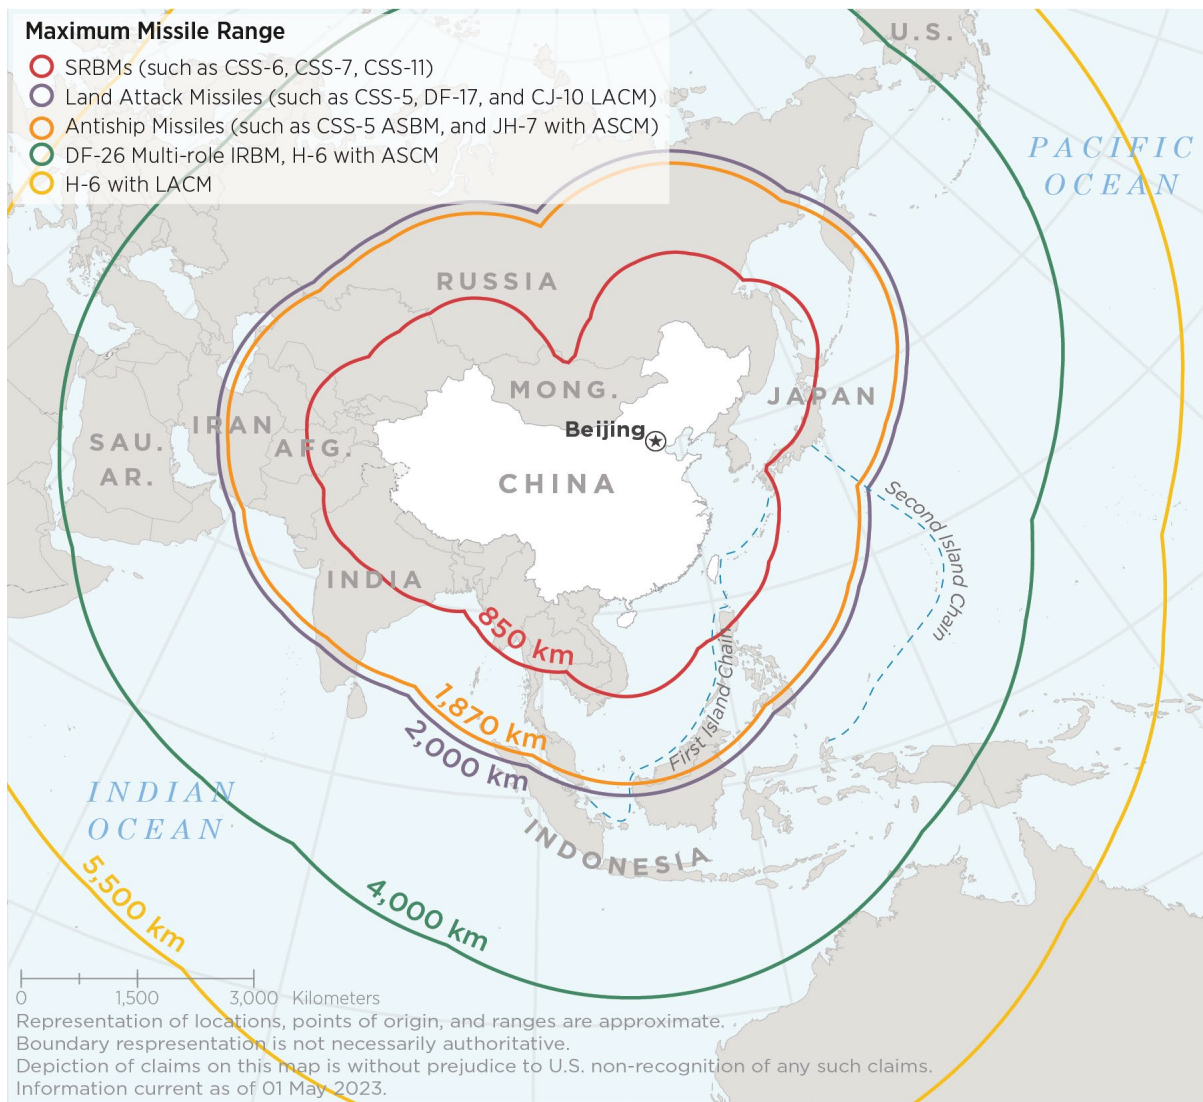 Maximum Missile Range
SRBMs (such as CSS-6, CSS-7, CSS-11)
Land Attack Missiles (such as CSS-5, DF-17, and CJ-10 LACM)
Antiship Missiles (such as CSS-5 ASBM, and JH-7 with ASCM)
DF-26 Multi-role IRBM, H-6 with ASCM
H-6 with LACM
U.S.
PACIFIC
OCEAN
RUSSIA
MONG.
JAPAN
Beijing
IRAN
AFG.
SAU.
AR.
CHINA
Second Island Chain
INDIA
850 km
First Island Chain
1,870 km
2,000 km
INDIAN
OCEAN
INDONESIA
5,500 km
4,000 km
0 1,500 3,000 Kilometers
Representation of locations, points of origin, and ranges are approximate.
Boundary respresentation is not necessarily authoritative.
Depiction of claims on this map is without prejudice to U.S. non-recognition of any such claims.
Information current as of 01 May 2023.